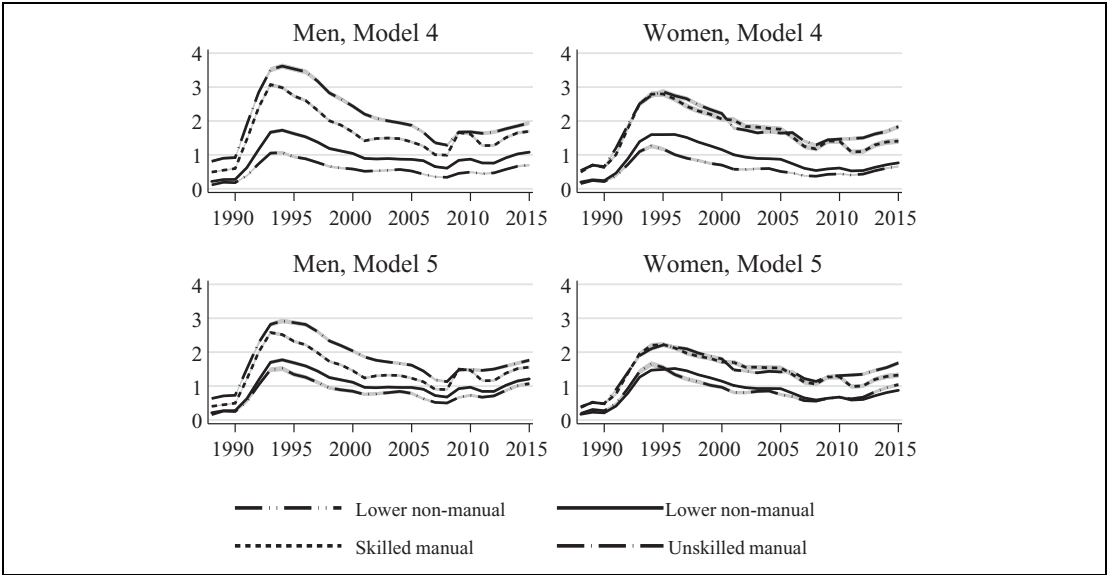 Men, Model 4
Women, Model 4
4
3
2
1
0
1990 1995 2000 2005 2010 2015
4
3
2
1
0
1990 1995 2000 2005 2010 2015
Men, Model 5
Women, Model 5
4
3
2
1
0
1990 1995 2000 2005 2010 2015
4
3
2
1
0
1990 1995 2000 2005 2010 2015
Lower non-manual
Lower non-manual
Skilled manual
Unskilled manual